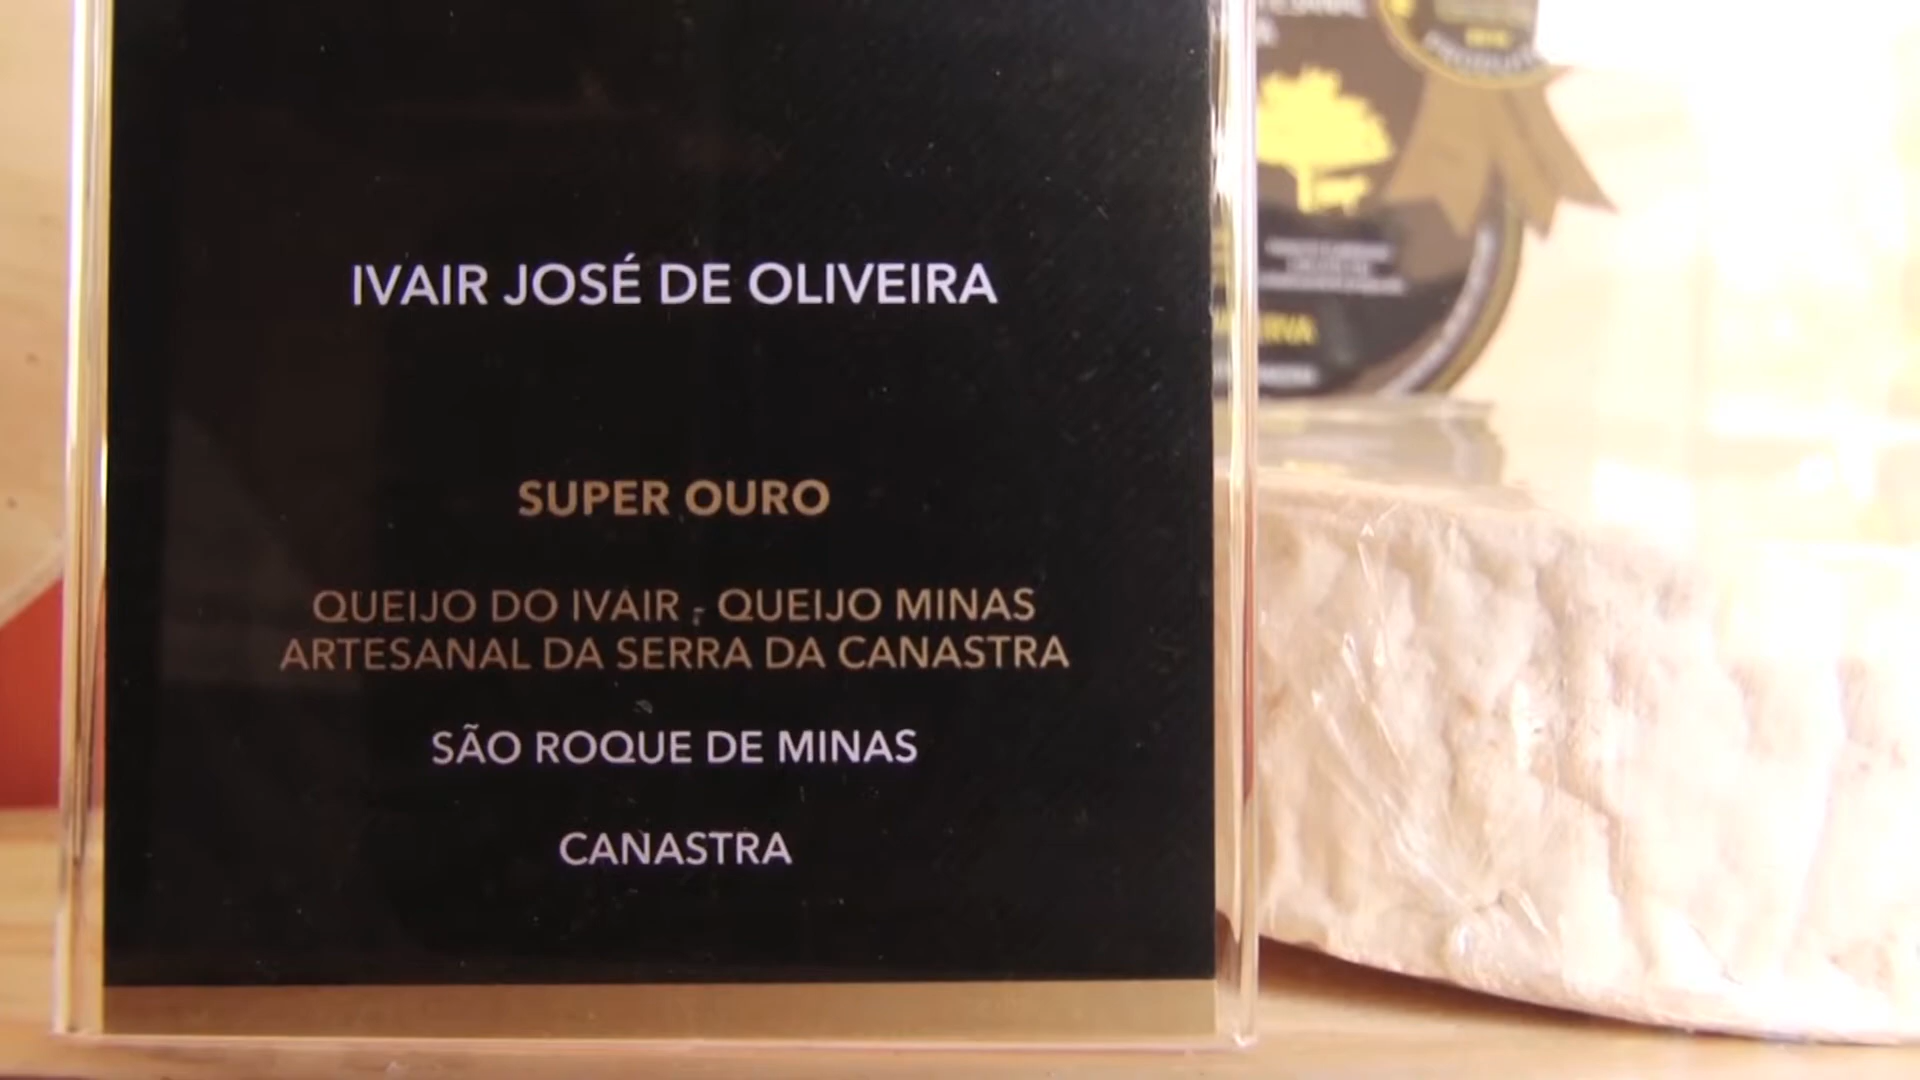 IVAIR JOSÉ DE OLIVEIRA
SUPER OURO
QUEIJO DO IVAIR - QUEIJO MINAS
ARTESANAL DA SERRA DA CANASTRA
SÃO ROQUE DE MINAS
CANASTRA